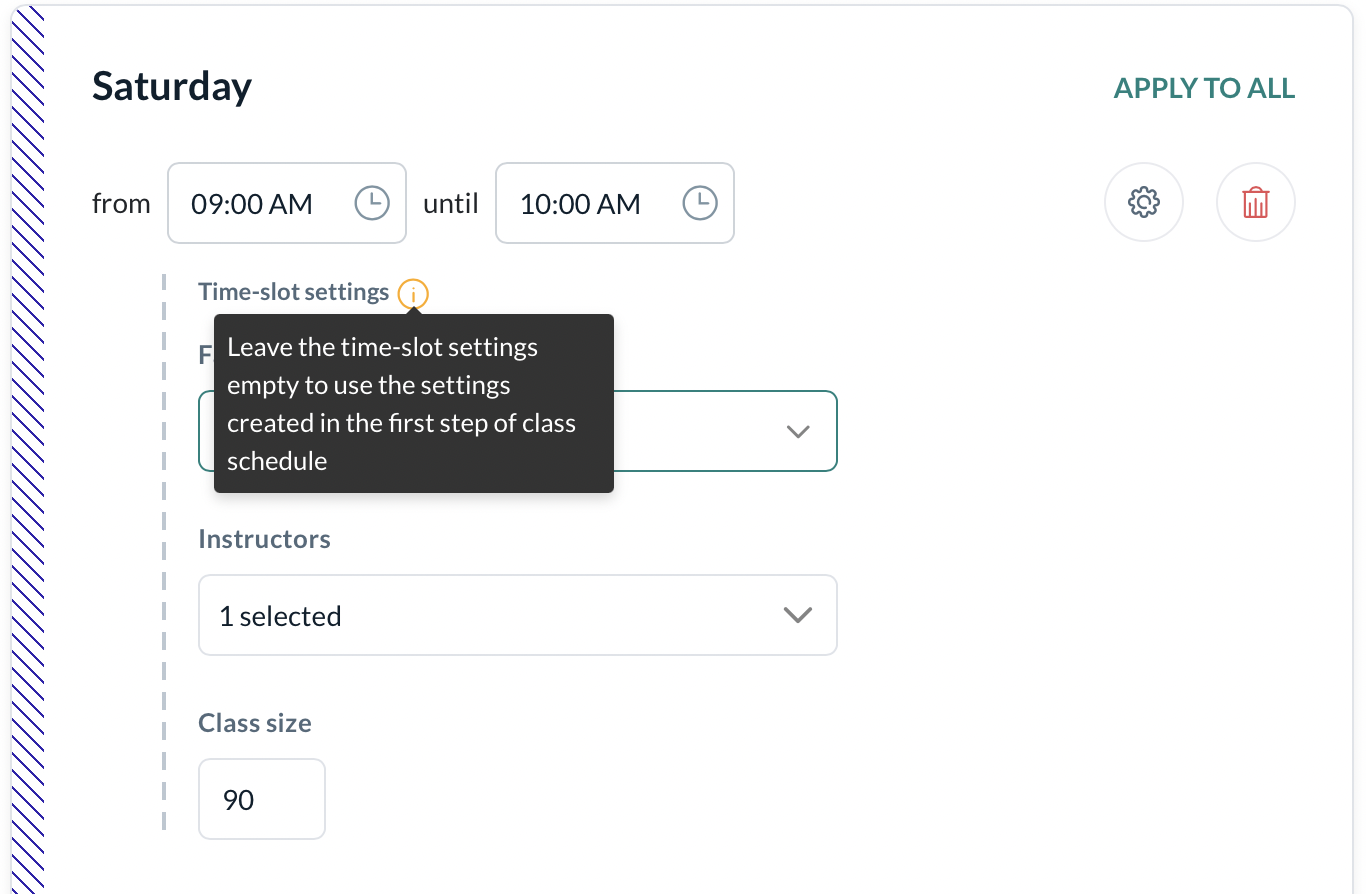 Saturday
APPLY TO ALL
from 09:00 AM until 10:00 AM
Time-slot settings
Leave the time-slot settings
empty to use the settings
created in the first step of class
schedule
Instructors
1 selected
Class size
90